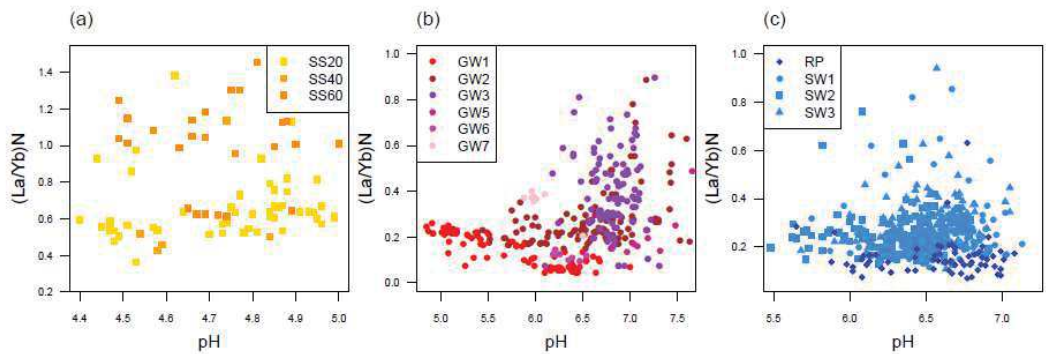 (a)
(La/Yb)N
1.4
1.2
1.0
0.8
0.6
0.4
0.2
SS20
SS40
SS60
4.4 4.5 4.6 4.7 4.8 4.9 5.0
pH
(b)
(La/Yb)N
1.0
0.8
0.6
0.4
0.2
0.0
GW1
GW2
GW3
GW5
GW6
GW7
5.0 5.5 6.0 6.5 7.0 7.5
pH
(c)
(La/Yb)N
1.0
0.8
0.6
0.4
0.2
RP
SW1
SW2
SW3
5.5 6.0 6.5 7.0
pH